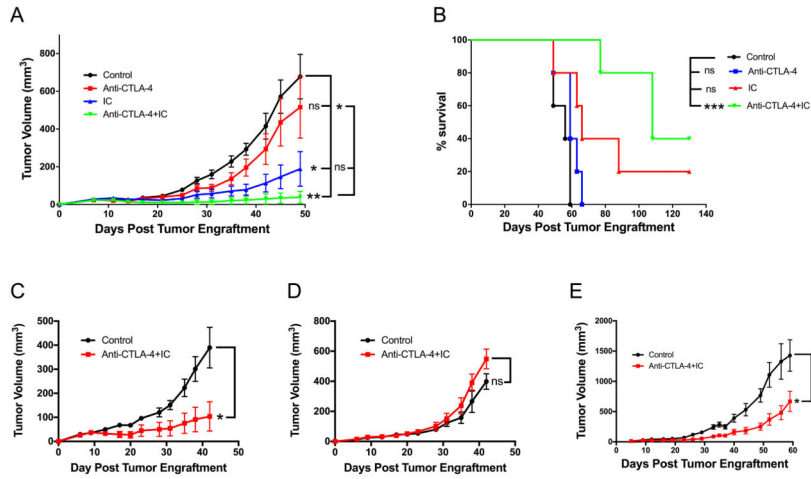 A
Tumor Volume (mm³)
800
600
400
200
0
Control
Anti-CTLA-4
IC
Anti-CTLA-4+IC
ns
*
*
ns
**
0 10 20 30 40 50
Days Post Tumor Engraftment
B
% survival
100
80
60
40
20
0
Control
ns Anti-CTLA-4
ns IC
*** Anti-CTLA-4+IC
0 20 40 60 80 100 120 140
Days Post Tumor Engraftment
C
Tumor Volume (mm³)
500
400
300
200
100
0
Control
Anti-CTLA-4+IC
*
0 10 20 30 40 50
Day Post Tumor Engraftment
D
Tumor Volume (mm³)
800
600
400
200
0
Control
Anti-CTLA-4+IC
ns
0 10 20 30 40 50
Day Post Tumor Engraftment
E
Tumor Volume (mm³)
2000
1500
1000
500
0
Control
Anti-CTLA-4+IC
*
0 10 20 30 40 50 60
Days Post Tumor Engraftment